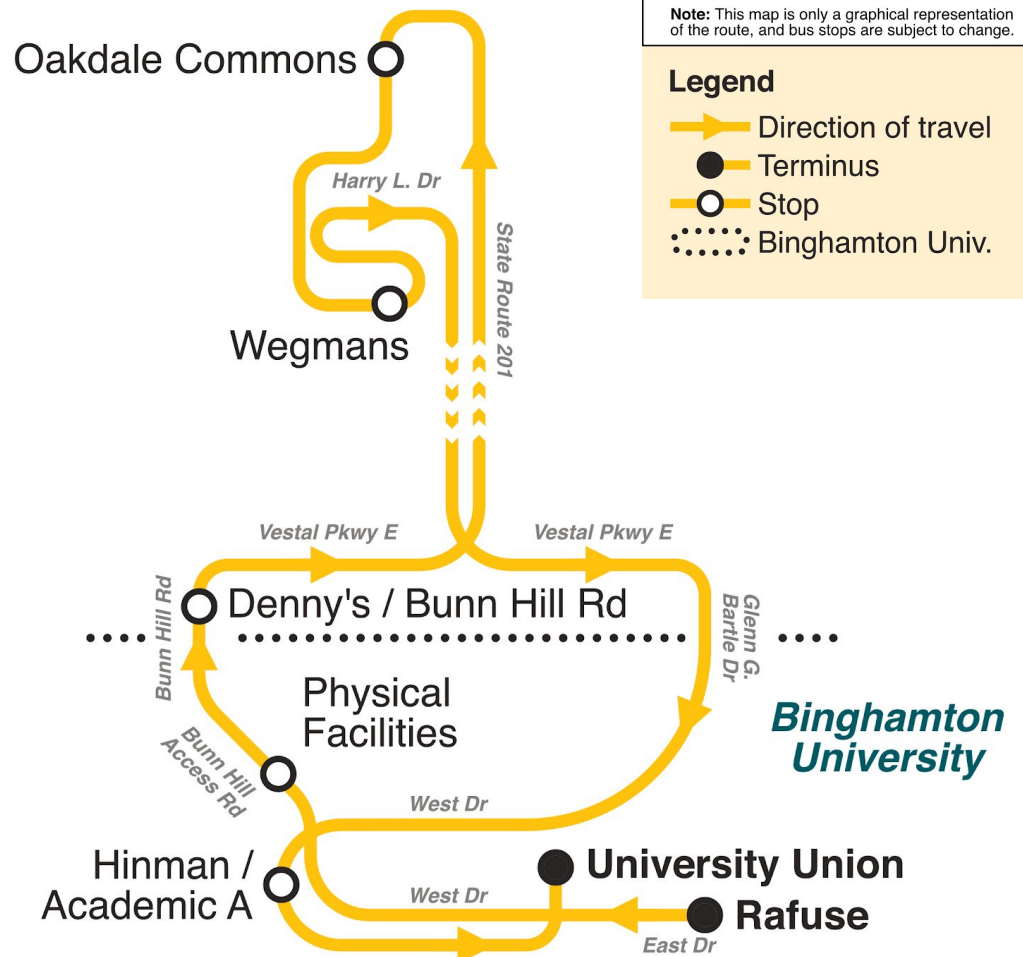 Note: This map is only a graphical representation
of the route, and bus stops are subject to change.
Legend
Direction of travel
Terminus
Stop
Binghamton Univ.
Oakdale Commons
Harry L. Dr
State Route 201
Wegmans
Vestal Pkwy E
Vestal Pkwy E
Bunn Hill Rd
Denny's / Bunn Hill Rd
Glenn G.
Bartle Dr
Physical
Facilities
Binghamton
University
Bunn Hill
Access Rd
West Dr
Hinman /
Academic A
University Union
West Dr
Rafuse
East Dr